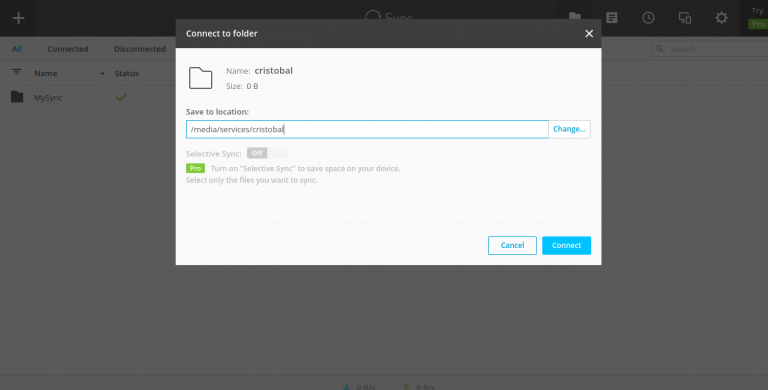 Sync
Try
Pro
Connect to folder
All
Connected
Disconnected
Search...
Name
Status
MySync
Name: cristobal
Size: 0 B
Save to location:
/media/services/cristobal
Change...
Selective Sync: Off
Pro Turn on "Selective Sync" to save space on your device.
Select only the files you want to sync.
Cancel
Connect
0 B/s
0 B/s